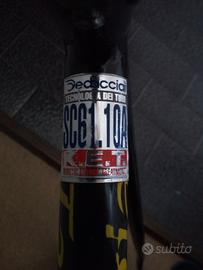 Dedacciai
TECNOLOGIA DEI TUBI
SC61.10A
K.E.T.
subito